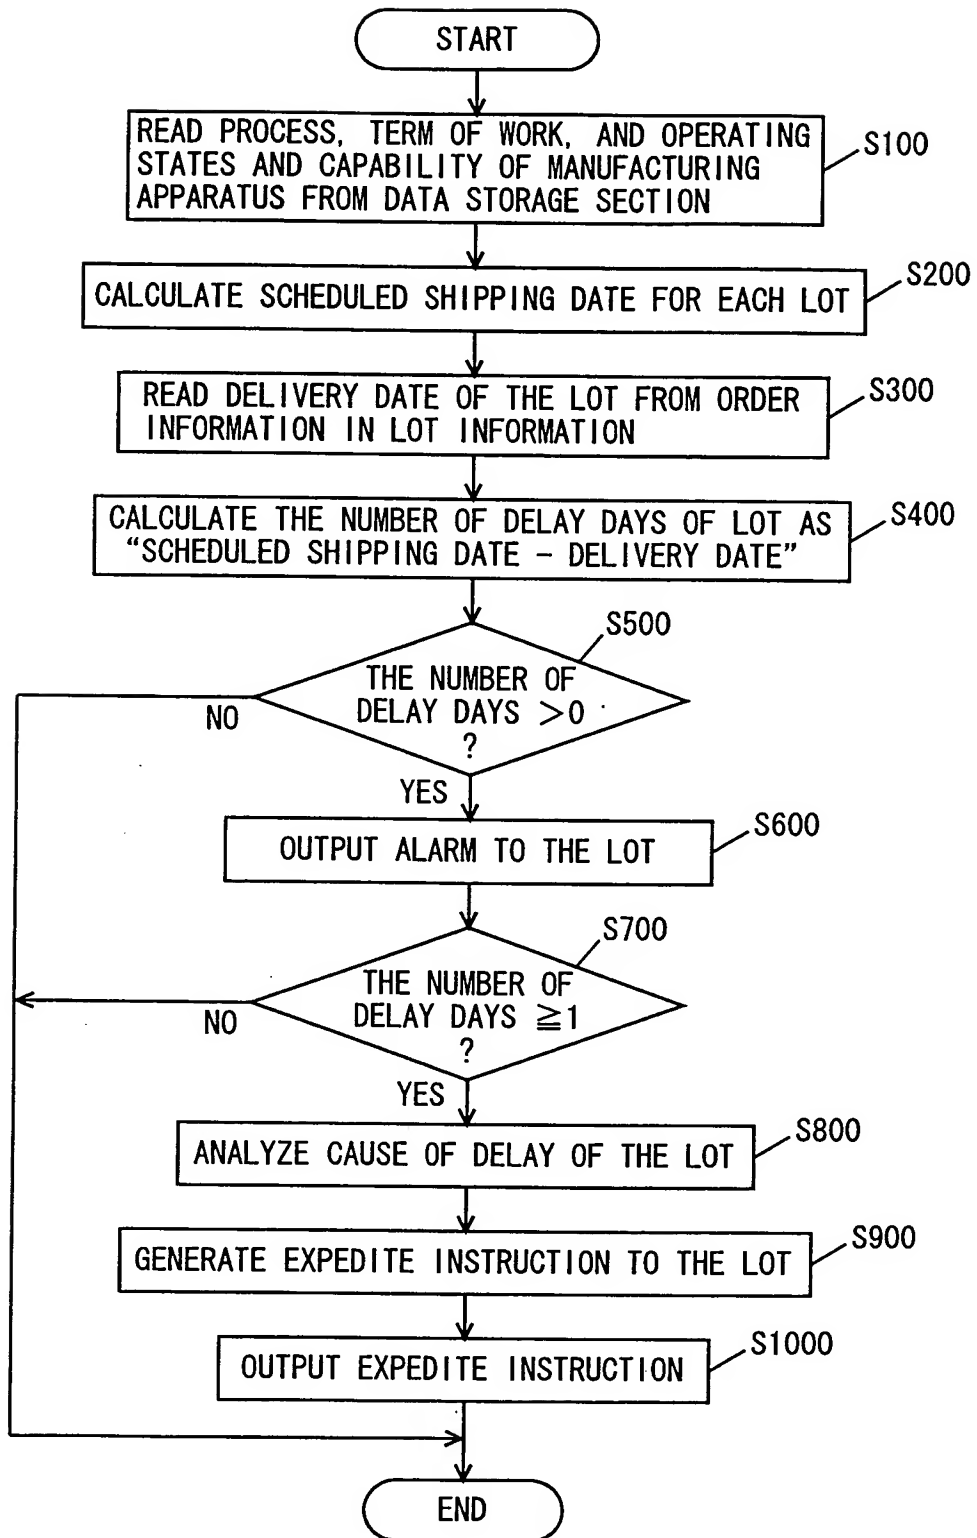 START
READ PROCESS, TERM OF WORK, AND OPERATING
STATES AND CAPABILITY OF MANUFACTURING
APPARATUS FROM DATA STORAGE SECTION
S100
CALCULATE SCHEDULED SHIPPING DATE FOR EACH LOT
S200
READ DELIVERY DATE OF THE LOT FROM ORDER
INFORMATION IN LOT INFORMATION
S300
CALCULATE THE NUMBER OF DELAY DAYS OF LOT AS
“SCHEDULED SHIPPING DATE – DELIVERY DATE”
S400
S500
THE NUMBER OF
DELAY DAYS >0
?
NO
YES
OUTPUT ALARM TO THE LOT
S600
S700
THE NUMBER OF
DELAY DAYS ≧1
?
NO
YES
ANALYZE CAUSE OF DELAY OF THE LOT
S800
GENERATE EXPEDITE INSTRUCTION TO THE LOT
S900
OUTPUT EXPEDITE INSTRUCTION
S1000
END